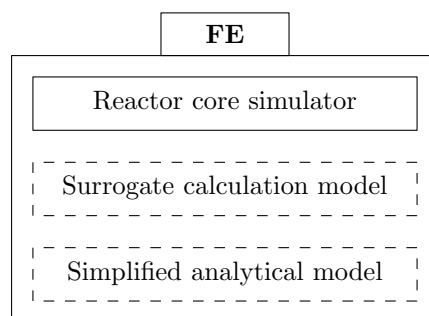 FE
Reactor core simulator
Surrogate calculation model
Simplified analytical model